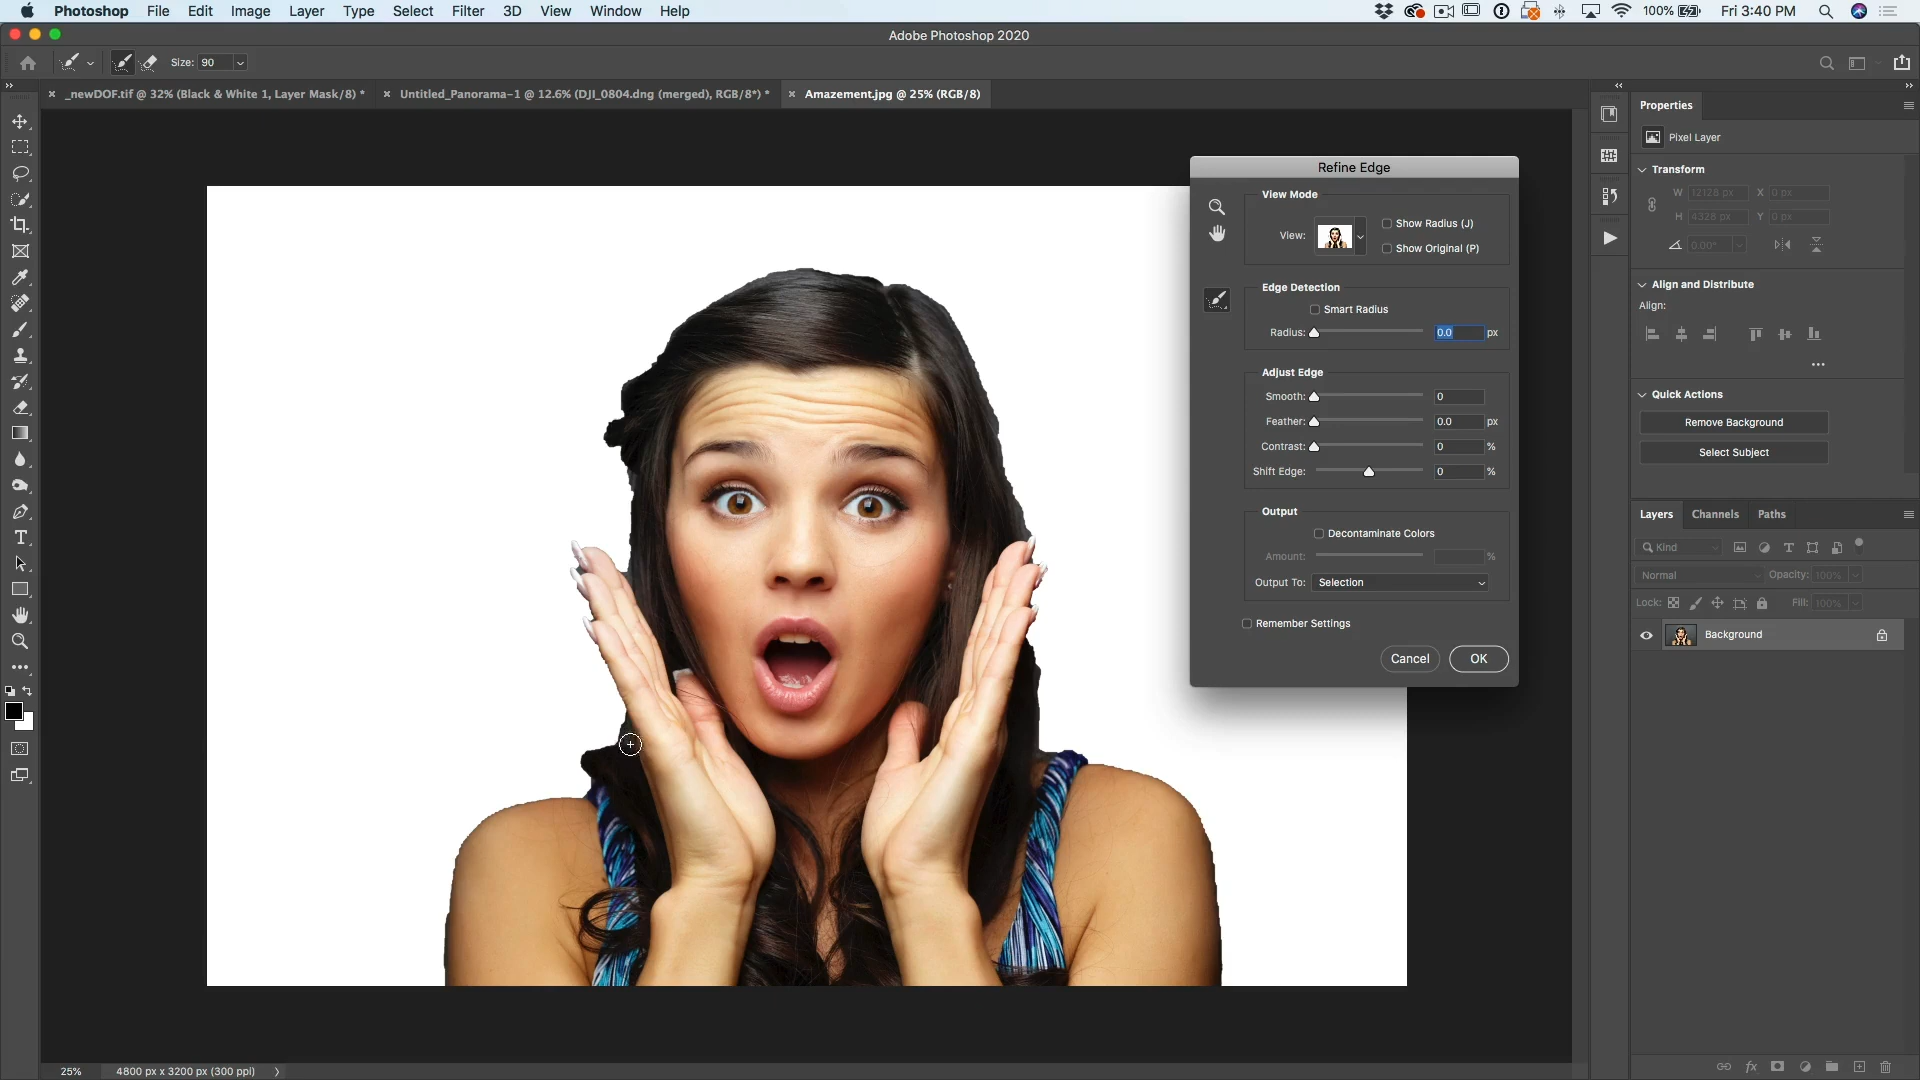 Photoshop File Edit Image Layer Type Select Filter 3D View Window Help 100% Fri 3:40 PM
Adobe Photoshop 2020
Size: 90
_newDOF.tif @ 32% (Black & White 1, Layer Mask/8) * Untitled_Panorama-1 @ 12.6% (DJI_0804.dng (merged), RGB/8*) * Amazement.jpg @ 25% (RGB/8)
Refine Edge
View Mode
View:
Show Radius (J)
Show Original (P)
Edge Detection
Smart Radius
Radius: 0.0 px
Adjust Edge
Smooth: 0
Feather: 0.0 px
Contrast: 0 %
Shift Edge: 0 %
Output
Decontaminate Colors
Amount: %
Output To: Selection
Remember Settings
Cancel OK
Properties
Pixel Layer
Transform
W 12128 px X 0 px
H 4328 px Y 0 px
0.00°
Align and Distribute
Align:
Quick Actions
Remove Background
Select Subject
Layers Channels Paths
Kind
Normal Opacity: 100%
Lock: Fill: 100%
Background
fx
25% 4800 px x 3200 px (300 ppi)